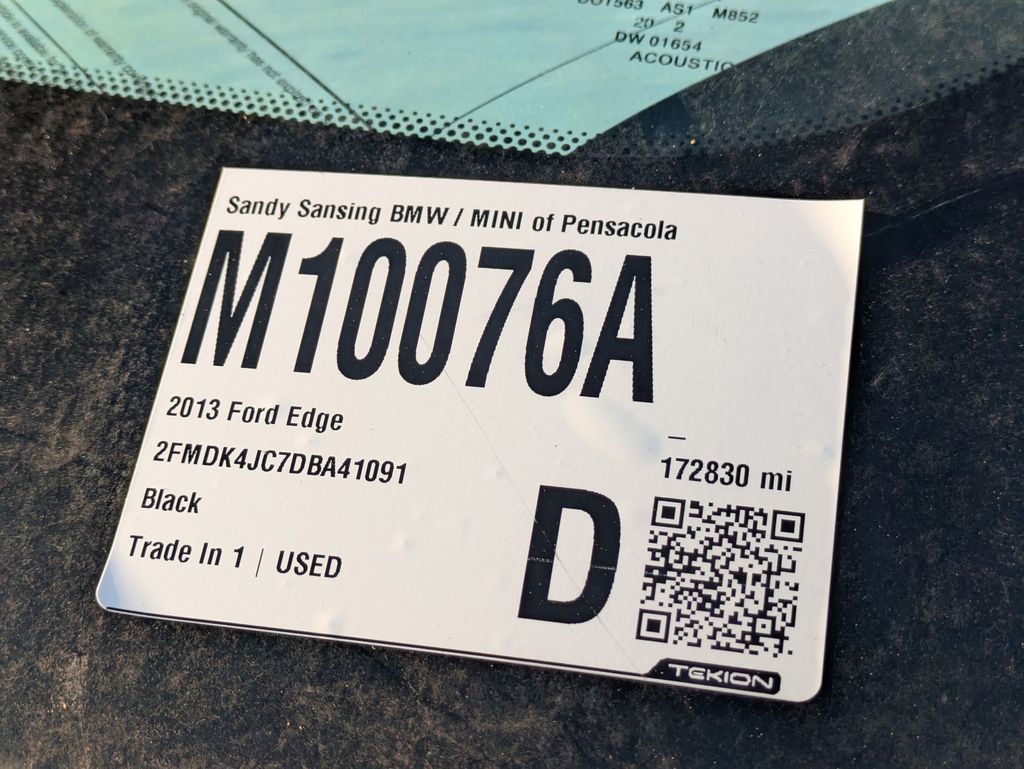 DOT563 AS1 M852
20 2
DW 01654
ACOUSTIC
Sandy Sansing BMW / MINI of Pensacola
M10076A
2013 Ford Edge
2FMDK4JC7DBA41091
Black
Trade In 1 | USED
–
172830 mi
D
TEKION